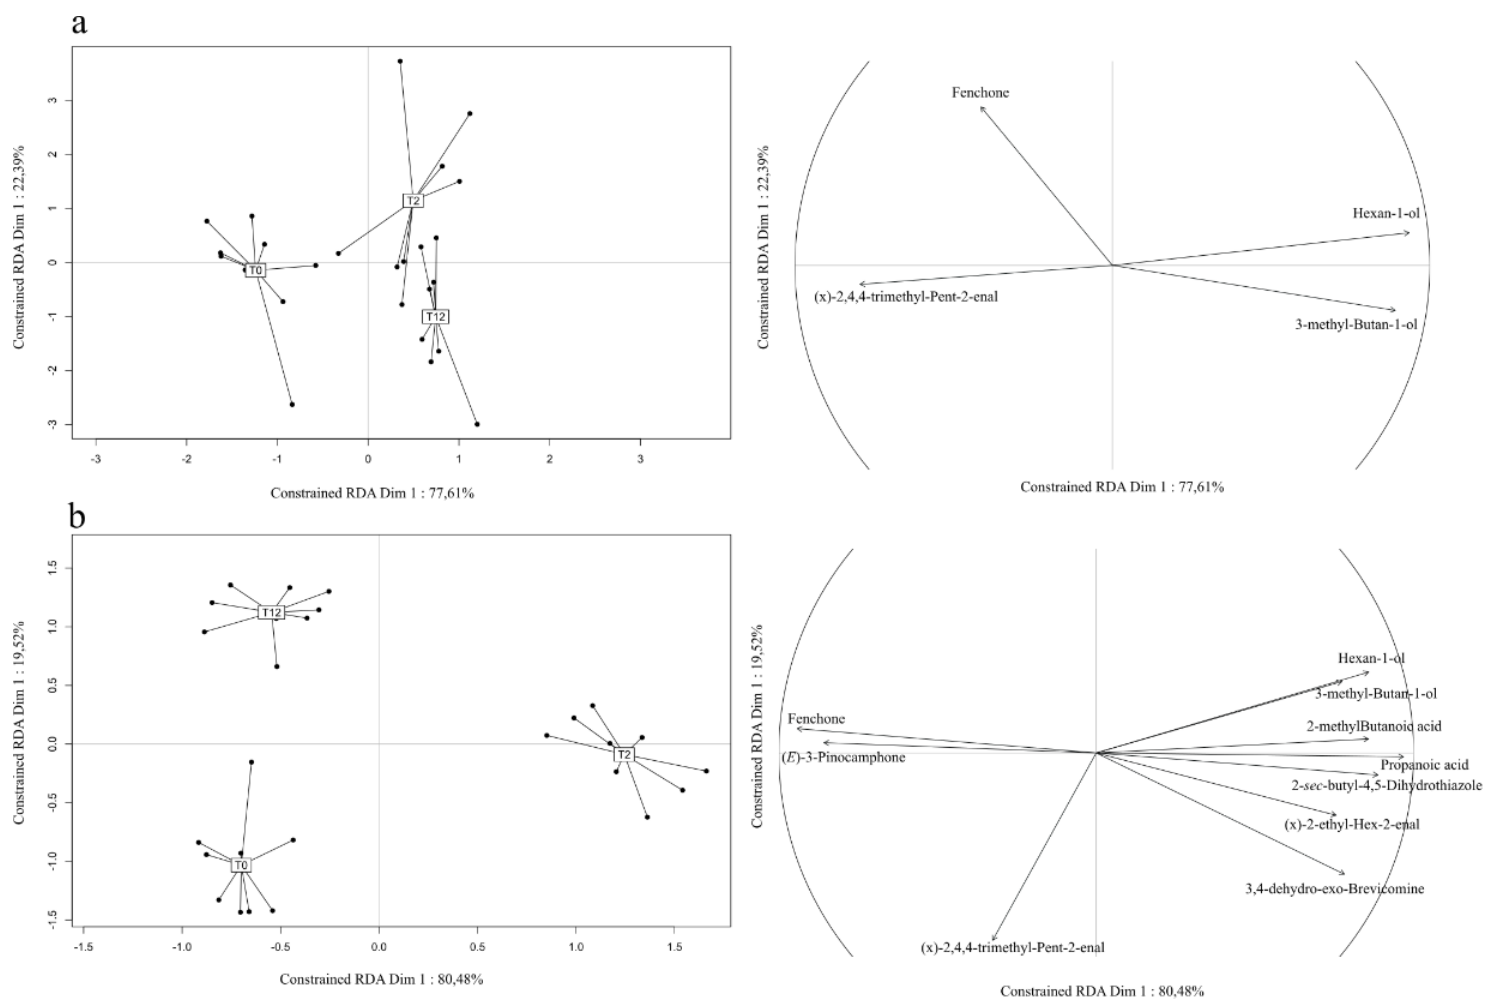 a
3
2
1
0
-1
-2
-3
Constrained RDA Dim 1 : 22,39%
T2
T0
T12
-3
-2
-1
0
1
2
3
Constrained RDA Dim 1 : 77,61%
Constrained RDA Dim 1 : 22,39%
Fenchone
Hexan-1-ol
(x)-2,4,4-trimethyl-Pent-2-enal
3-methyl-Butan-1-ol
Constrained RDA Dim 1 : 77,61%
b
1.5
1.0
0.5
0.0
-0.5
-1.0
-1.5
Constrained RDA Dim 1 : 19,52%
T12
T2
T0
-1.5
-1.0
-0.5
0.0
0.5
1.0
1.5
Constrained RDA Dim 1 : 80,48%
Constrained RDA Dim 1 : 19,52%
Hexan-1-ol
3-methyl-Butan-1-ol
Fenchone
2-methylButanoic acid
(E)-3-Pinocamphone
Propanoic acid
2-sec-butyl-4,5-Dihydrothiazole
(x)-2-ethyl-Hex-2-enal
3,4-dehydro-exo-Brevicomine
(x)-2,4,4-trimethyl-Pent-2-enal
Constrained RDA Dim 1 : 80,48%